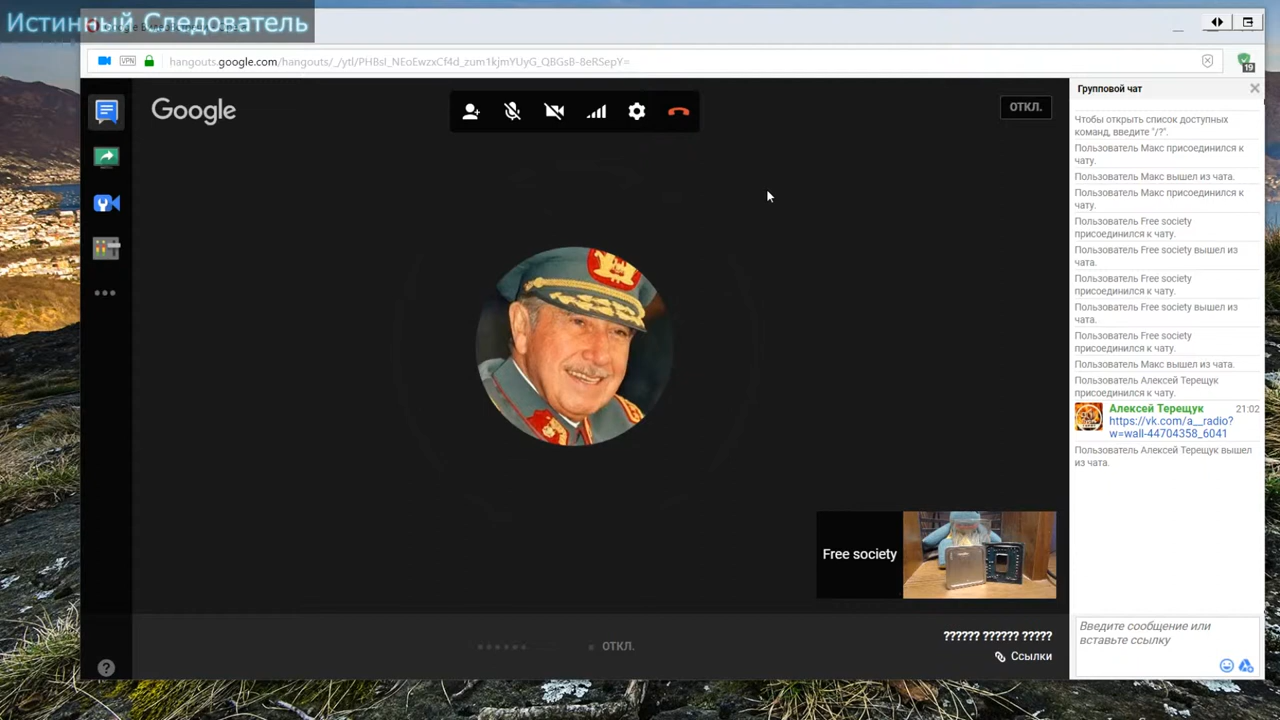 Истинный Следователь
VPN
hangouts.google.com/hangouts/_/ytl/PHBsI_NEoEwzxCf4d_zum1kjmYUyG_QBGsB-8eRSepY=
19
Google
ОТКЛ.
Групповой чат
Чтобы открыть список доступных
команд, введите "/?".
Пользователь Макс присоединился к
чату.
Пользователь Макс вышел из чата.
Пользователь Макс присоединился к
чату.
Пользователь Free society
присоединился к чату.
Пользователь Free society вышел из
чата.
Пользователь Free society
присоединился к чату.
Пользователь Free society вышел из
чата.
Пользователь Free society
присоединился к чату.
Пользователь Макс вышел из чата.
Пользователь Алексей Терещук
присоединился к чату.
Алексей Терещук 21:02
https://vk.com/a__radio?
w=wall-44704358_6041
Пользователь Алексей Терещук вышел
из чата.
Free society
?????? ?????? ?????
ОТКЛ.
Ссылки
Введите сообщение или
вставьте ссылку